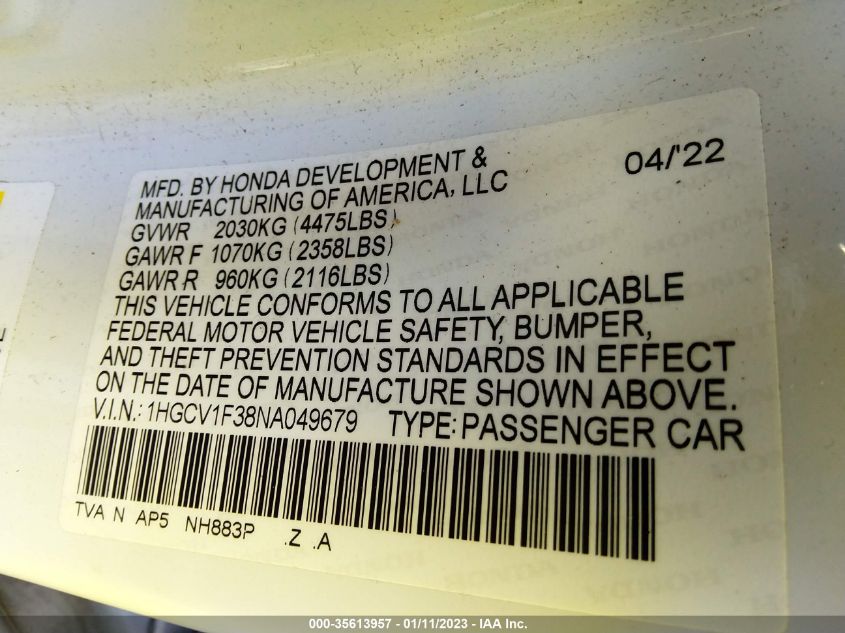 MFD. BY HONDA DEVELOPMENT &
MANUFACTURING OF AMERICA, LLC
04/'22
GVWR 2030KG (4475LBS)
GAWR F 1070KG (2358LBS)
GAWR R 960KG (2116LBS)
THIS VEHICLE CONFORMS TO ALL APPLICABLE
FEDERAL MOTOR VEHICLE SAFETY, BUMPER,
AND THEFT PREVENTION STANDARDS IN EFFECT
ON THE DATE OF MANUFACTURE SHOWN ABOVE.
V.I.N.: 1HGCV1F38NA049679 TYPE: PASSENGER CAR
TVA N AP5 NH883P .Z .A
000-35613957 - 01/11/2023 - IAA Inc.